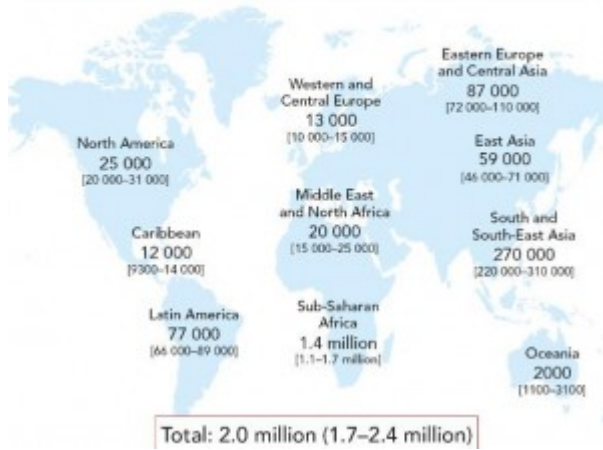 Eastern Europe
and Central Asia
87 000
[72 000–110 000]
Western and
Central Europe
13 000
[10 000–15 000]
North America
25 000
[20 000–31 000]
East Asia
59 000
[46 000–71 000]
Middle East
and North Africa
20 000
[15 000–25 000]
South and
South-East Asia
270 000
[220 000–310 000]
Caribbean
12 000
[9300–14 000]
Latin America
77 000
[66 000–89 000]
Sub-Saharan
Africa
1.4 million
[1.1–1.7 million]
Oceania
2000
[1100–3100]
Total: 2.0 million (1.7–2.4 million)